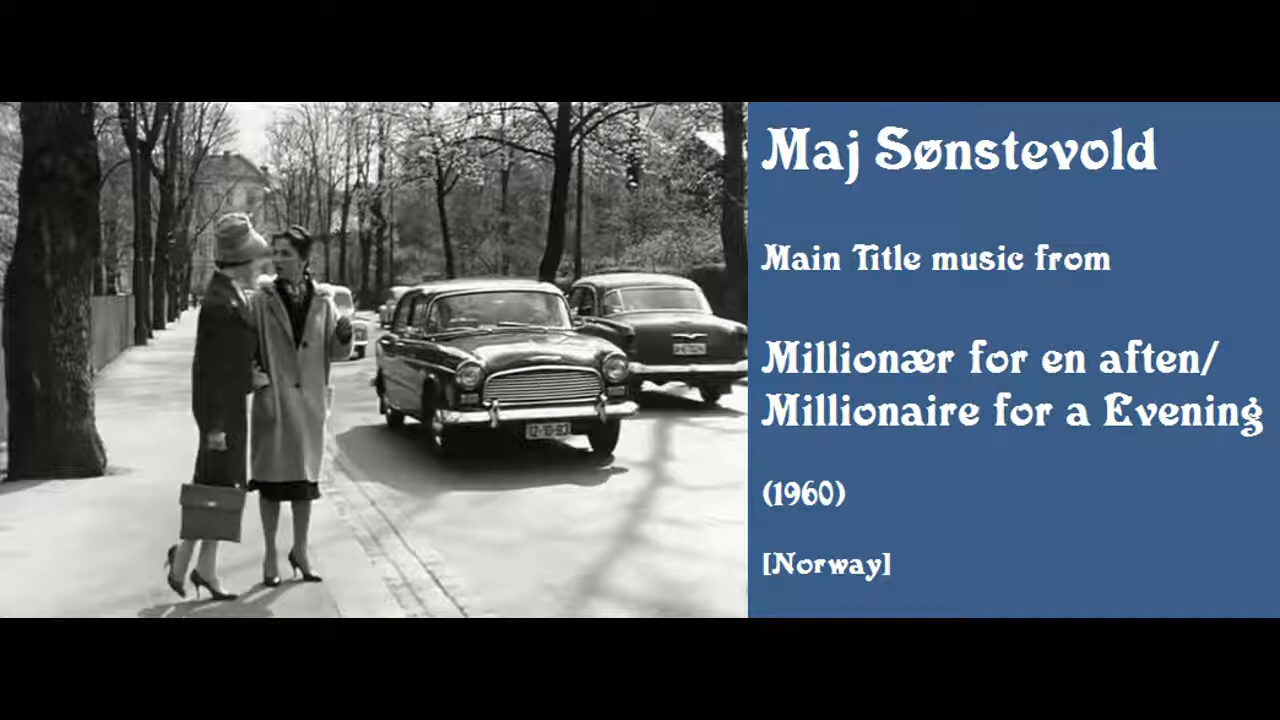 Maj Sønstevold
Main Title music from
Millionær for en aften/
Millionaire for a Evening
(1960)
[Norway]